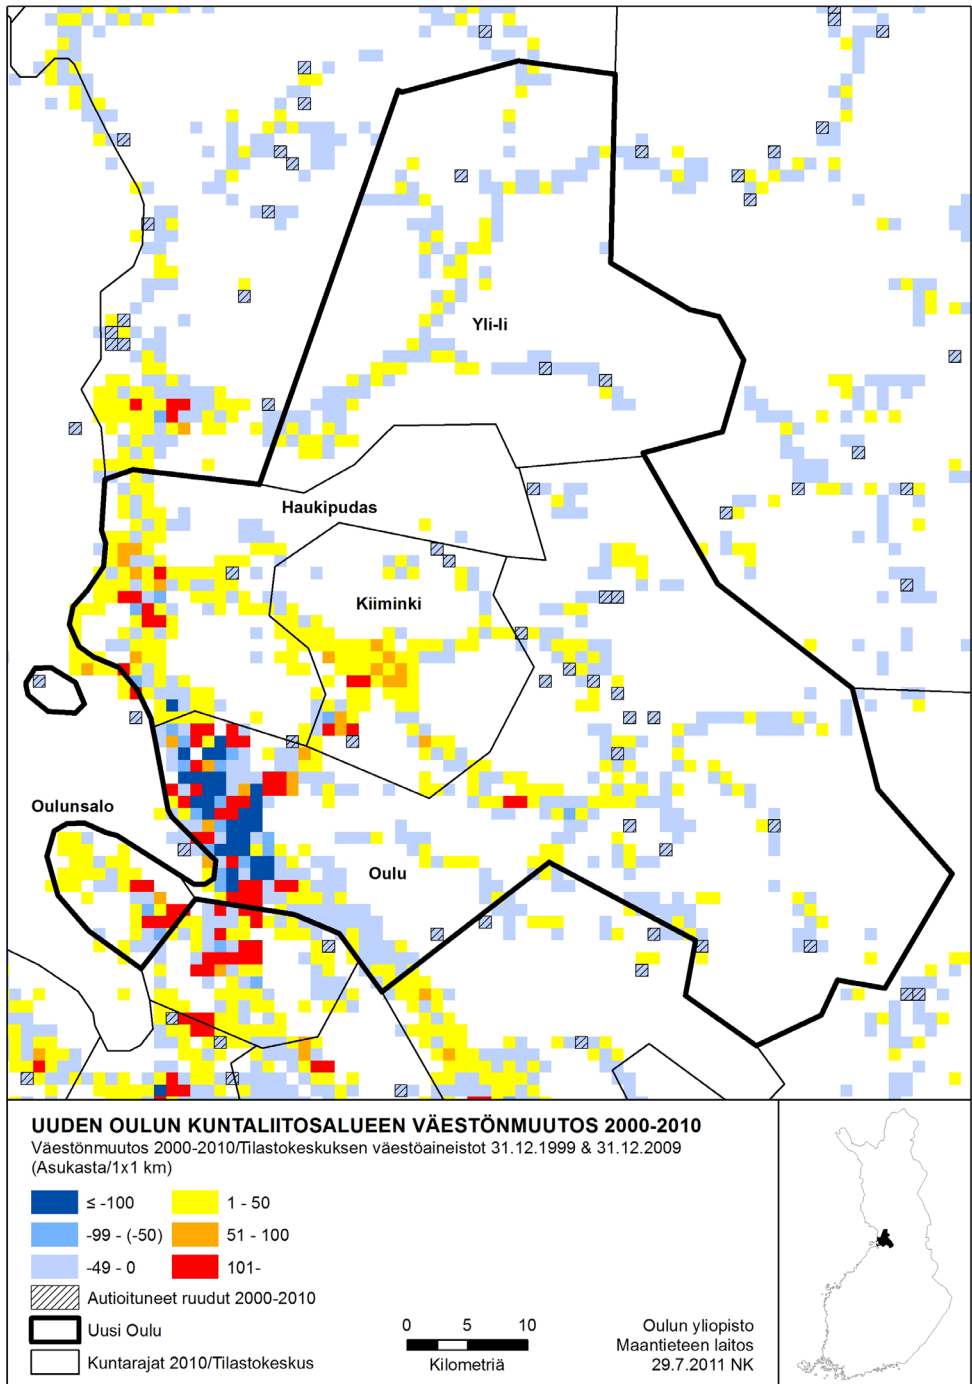 Yli-Ii
Haukipudas
Kiiminki
Oulunsalo
Oulu
UUDEN OULUN KUNTALIITOSALUEEN VÄESTÖNMUUTOS 2000-2010
Väestönmuutos 2000-2010/Tilastokeskuksen väestöaineistot 31.12.1999 & 31.12.2009
(Asukasta/1x1 km)
≤ -100
1 - 50
-99 - (-50)
51 - 100
-49 - 0
101-
Autioituneet ruudut 2000-2010
Uusi Oulu
Kuntarajat 2010/Tilastokeskus
0 5 10
Kilometriä
Oulun yliopisto
Maantieteen laitos
29.7.2011 NK